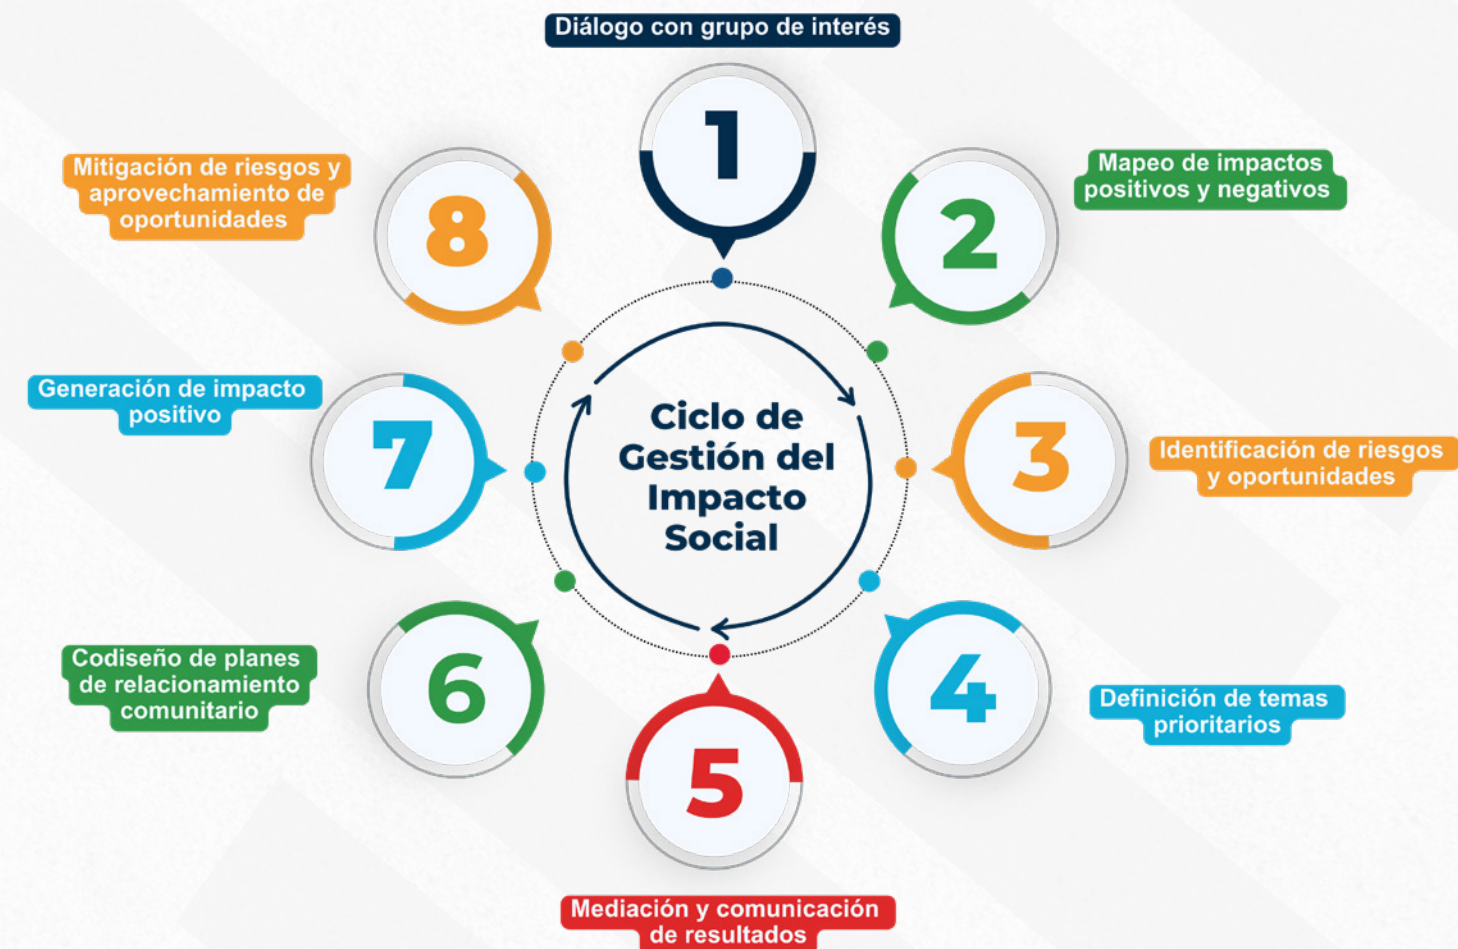 Diálogo con grupo de interés
1
Mapeo de impactos
positivos y negativos
2
Identificación de riesgos
y oportunidades
3
Definición de temas
prioritarios
4
Mediación y comunicación
de resultados
5
Codiseño de planes
de relacionamiento
comunitario
6
Generación de impacto
positivo
7
Mitigación de riesgos y
aprovechamiento de
oportunidades
8
Ciclo de
Gestión del
Impacto
Social